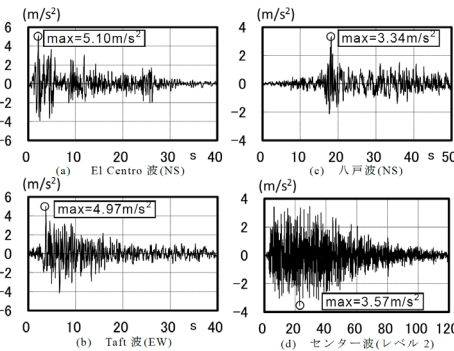 (m/s²)
6
max=5.10m/s²
4
2
0
-2
-4
-6
0 10 20 30 s 40
(a) El Centro 波(NS)
(m/s²)
4
max=3.34m/s²
2
0
-2
-4
0 10 20 30 40 s 50
(c) 八戸波(NS)
(m/s²)
6
max=4.97m/s²
4
2
0
-2
-4
-6
0 10 20 30 s 40
(b) Taft 波(EW)
(m/s²)
4
2
0
-2
max=3.57m/s²
-4
0 20 40 60 80 100 120
(d) センター波(レベル 2)